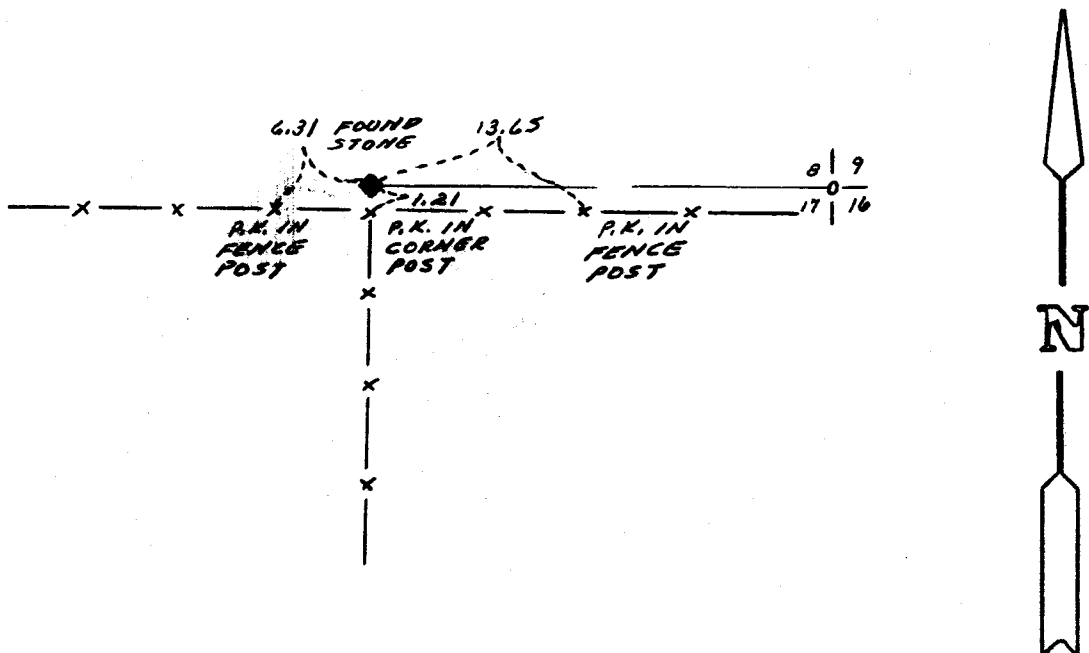 6.31 FOUND
STONE
13.65
8 9
17 16
1.21
P.K. IN
FENCE
POST
P.K. IN
CORNER
POST
P.K. IN
FENCE
POST
N